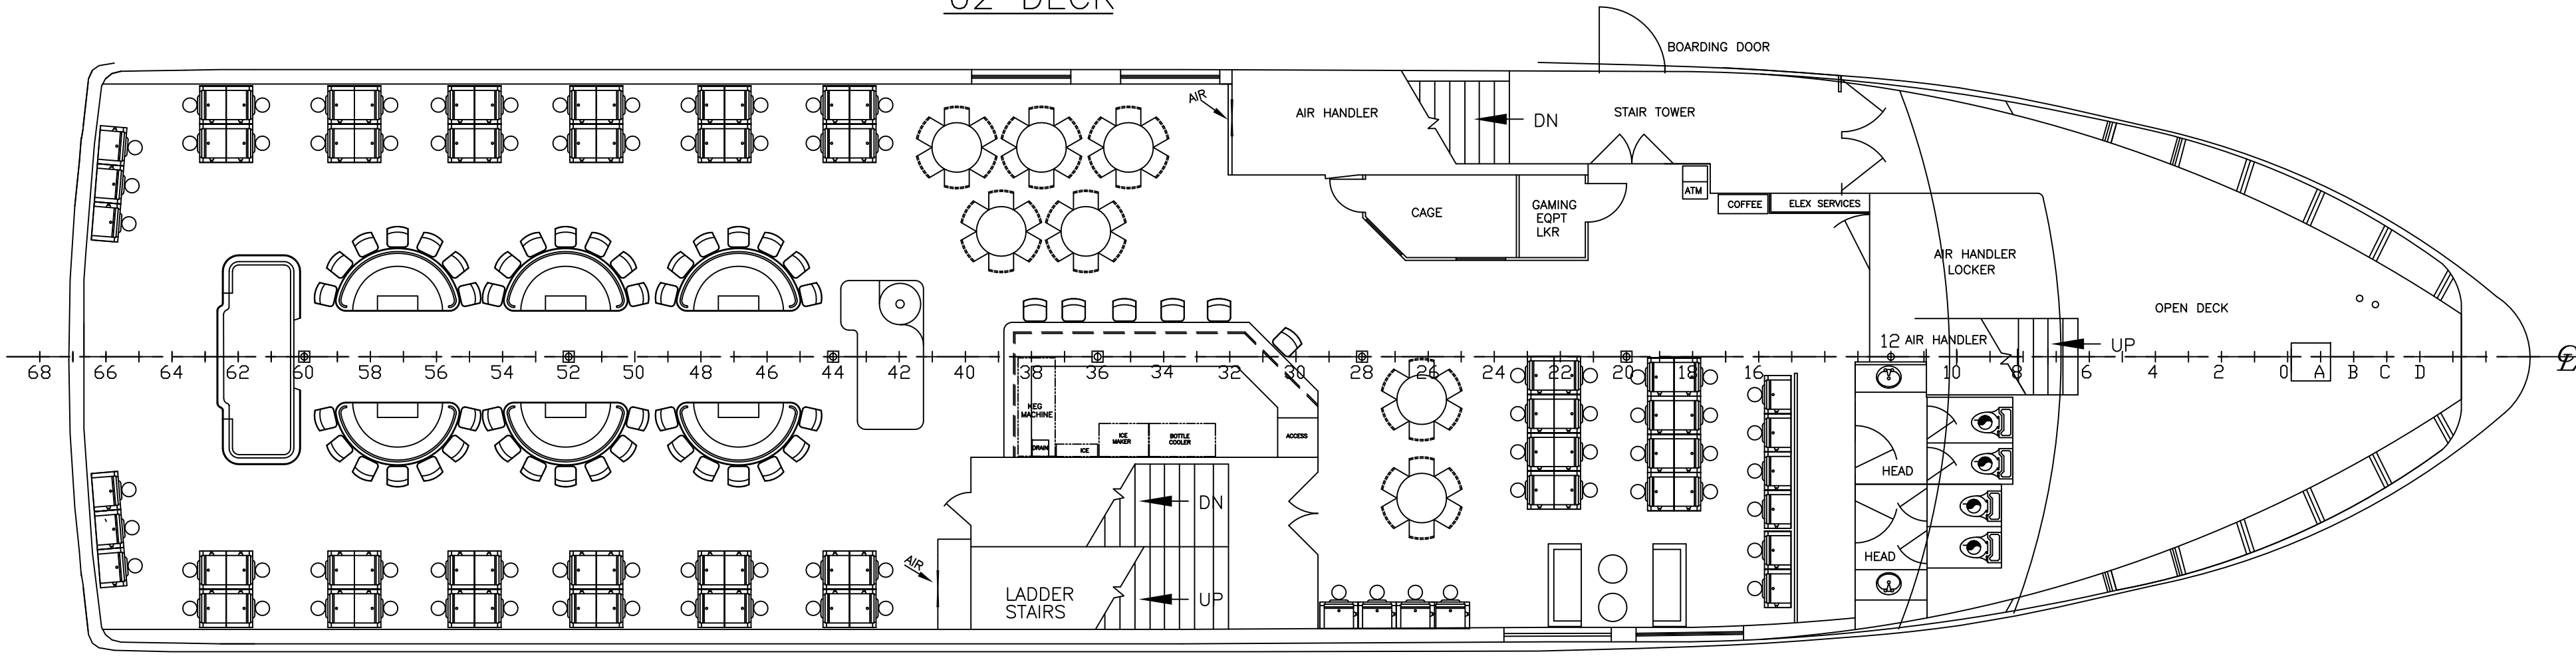 02 DECK
BOARDING DOOR
AIR
AIR HANDLER
DN
STAIR TOWER
ATM
COFFEE
ELEX SERVICES
CAGE
GAMING
EQPT
LKR
AIR HANDLER
LOCKER
OPEN DECK
12
AIR HANDLER
UP
68 66 64 62 60 58 56 54 52 50 48 46 44 42 40 38 36 34 32 30 28 26 24 22 20 18 16 10 8 6 4 2 0 A B C D
KEG
MACHINE
DRAIN
ICE
ICE
MAKER
BOTTLE
COOLER
ACCESS
HEAD
DN
HEAD
AIR
LADDER
STAIRS
UP